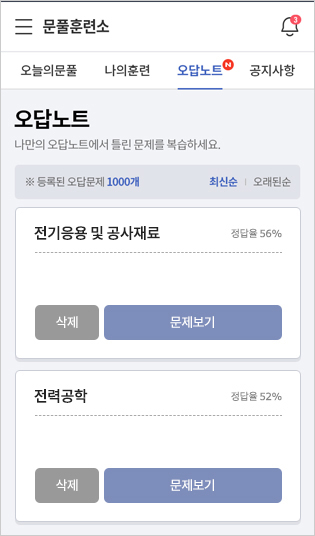 문풀훈련소
3
오늘의문풀 나의훈련 오답노트 N 공지사항
오답노트
나만의 오답노트에서 틀린 문제를 복습하세요.
※ 등록된 오답문제 1000개 최신순 | 오래된순
전기응용 및 공사재료 정답율 56%
삭제 문제보기
전력공학 정답율 52%
삭제 문제보기